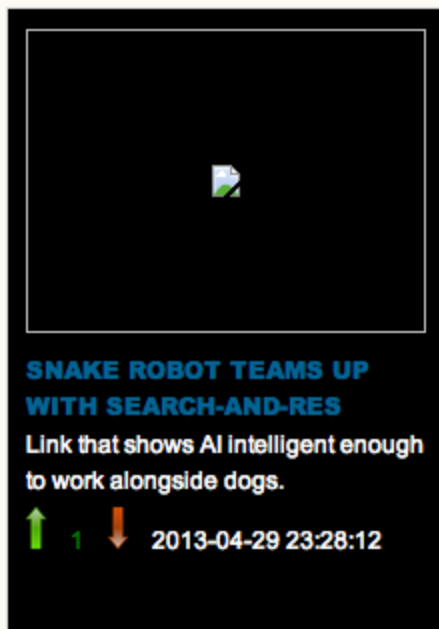 SNAKE ROBOT TEAMS UP
WITH SEARCH-AND-RES
Link that shows AI intelligent enough
to work alongside dogs.
1 2013-04-29 23:28:12